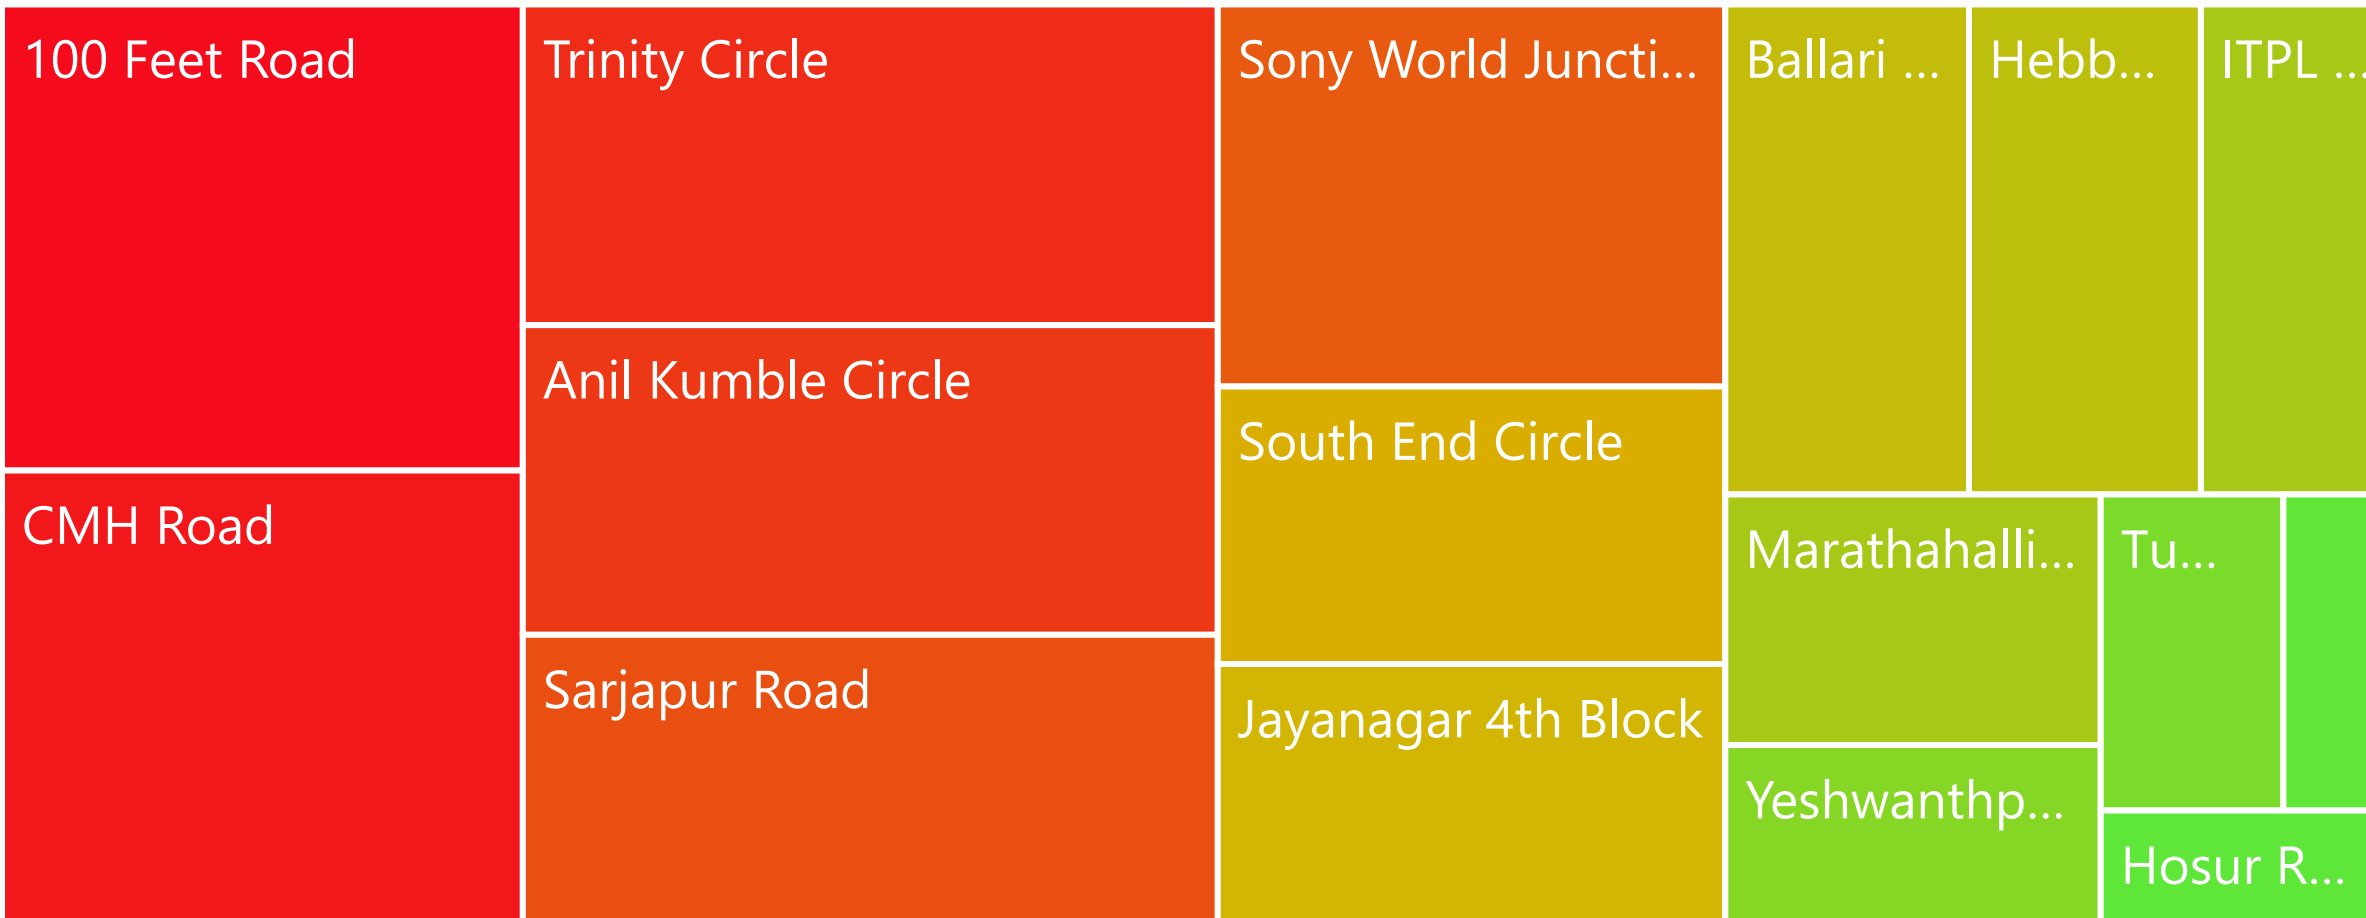 100 Feet Road
CMH Road
Trinity Circle
Anil Kumble Circle
Sarjapur Road
Sony World Juncti...
South End Circle
Jayanagar 4th Block
Ballari ...
Hebb...
ITPL ...
Marathahalli...
Yeshwanthp...
Tu...
Hosur R...